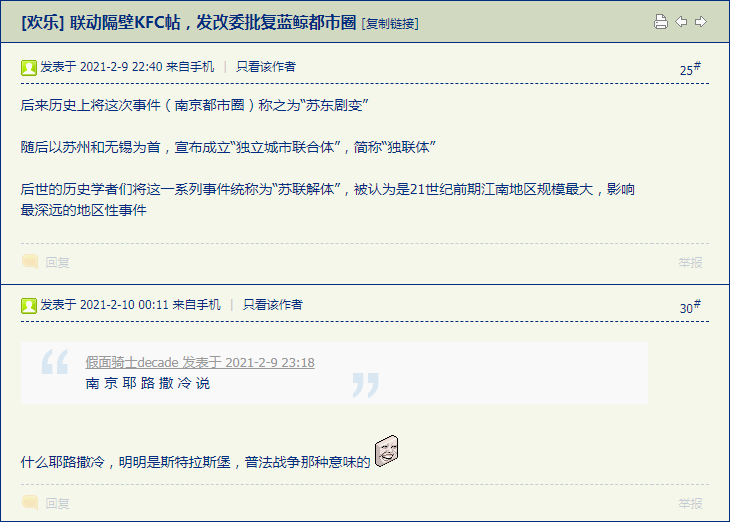 [欢乐] 联动隔壁KFC帖，发改委批复蓝鲸都市圈 [复制链接]
发表于 2021-2-9 22:40 来自手机 | 只看该作者
25#
后来历史上将这次事件（南京都市圈）称之为“苏东剧变”
随后以苏州和无锡为首，宣布成立“独立城市联合体”，简称“独联体”
后世的历史学者们将这一系列事件统称为“苏联解体”，被认为是21世纪前期江南地区规模最大，影响
最深远的地区性事件
回复
举报
发表于 2021-2-10 00:11 来自手机 | 只看该作者
30#
假面骑士decade 发表于 2021-2-9 23:18
南 京 耶 路 撒 冷 说
什么耶路撒冷，明明是斯特拉斯堡，普法战争那种意味的
回复
举报